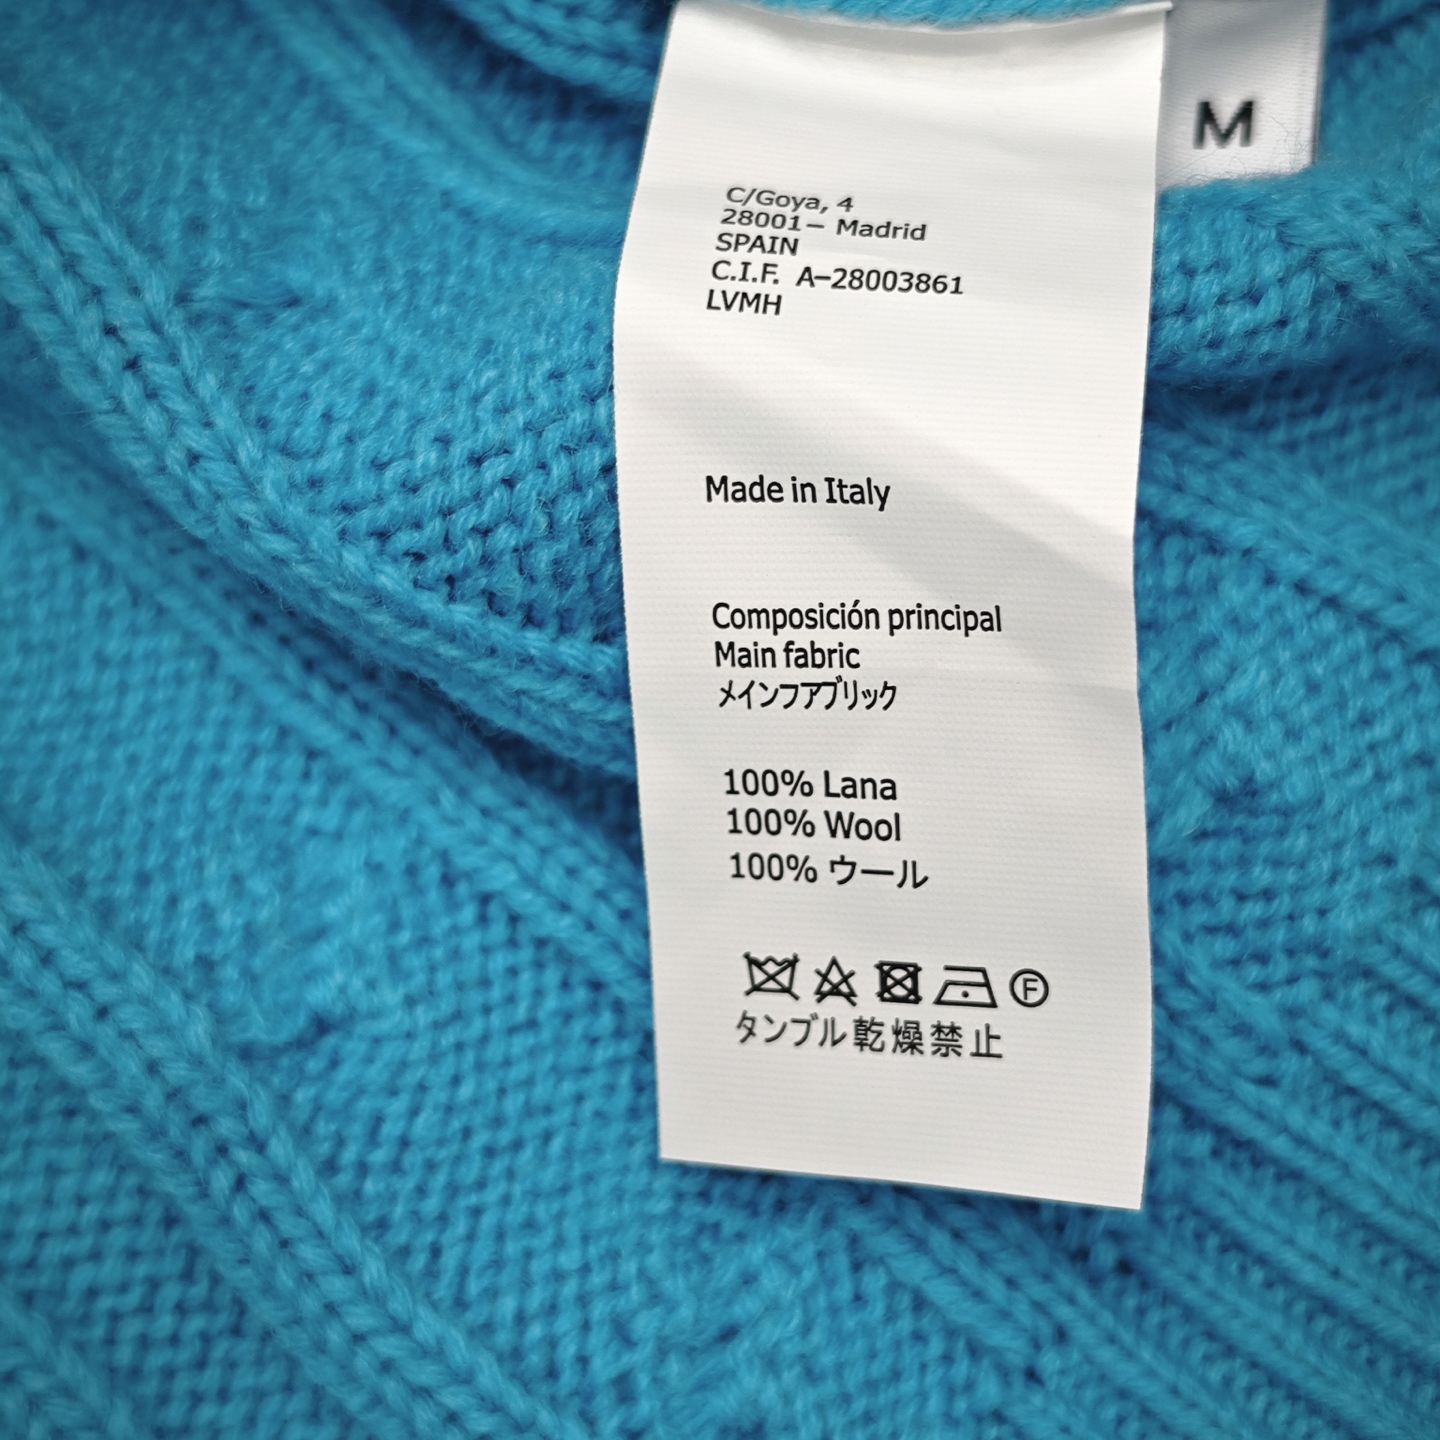 M
C/Goya, 4
28001– Madrid
SPAIN
C.I.F. A–28003861
LVMH
Made in Italy
Composición principal
Main fabric
メインファブリック
100% Lana
100% Wool
100% ウール
F
タンブル乾燥禁止